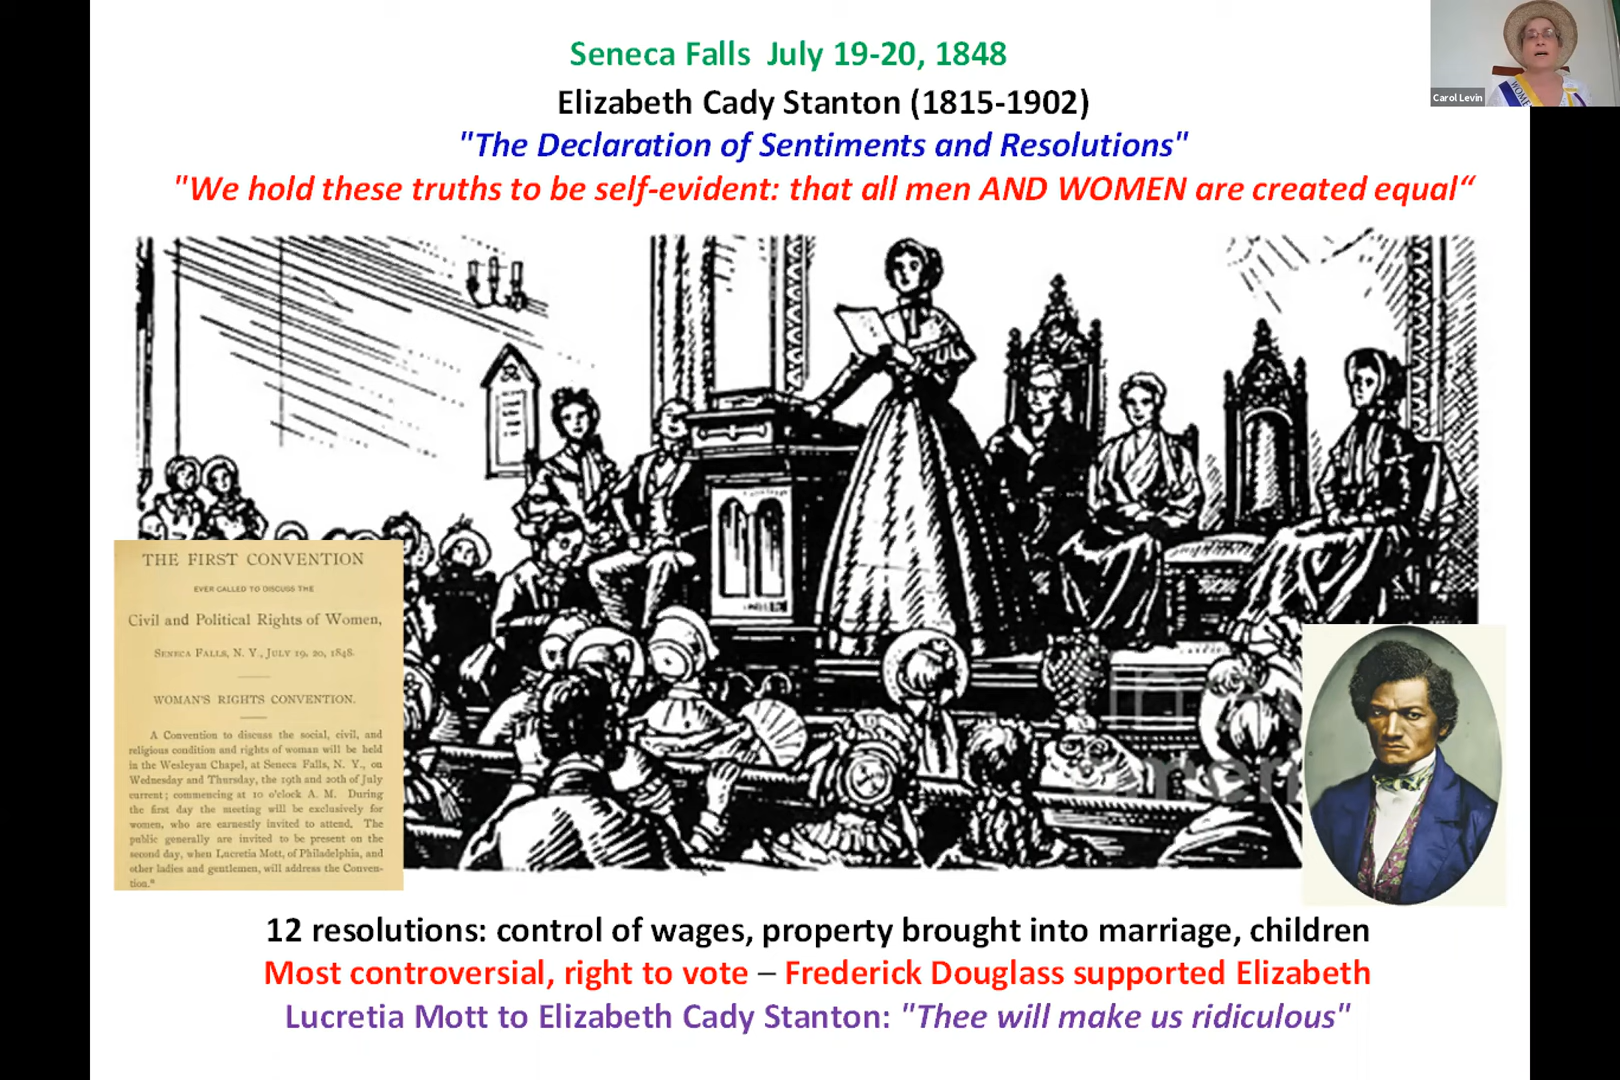 Seneca Falls  July 19-20, 1848
Elizabeth Cady Stanton (1815-1902)
"The Declaration of Sentiments and Resolutions"
"We hold these truths to be self-evident: that all men AND WOMEN are created equal“
Carol Levin
WOMEN
THE FIRST CONVENTION
EVER CALLED TO DISCUSS THE
Civil and Political Rights of Women,
SENECA FALLS, N. Y., JULY 19, 20, 1848.
WOMAN'S RIGHTS CONVENTION.
A Convention to discuss the social, civil, and
religious condition and rights of woman will be held
in the Wesleyan Chapel, at Seneca Falls, N. Y., on
Wednesday and Thursday, the 19th and 20th of July
current; commencing at 10 o'clock A. M. During
the first day the meeting will be exclusively for
women, who are earnestly invited to attend. The
public generally are invited to be present on the
second day, when Lucretia Mott, of Philadelphia, and
other ladies and gentlemen, will address the Conven-
tion."
12 resolutions: control of wages, property brought into marriage, children
Most controversial, right to vote – Frederick Douglass supported Elizabeth
Lucretia Mott to Elizabeth Cady Stanton: "Thee will make us ridiculous"